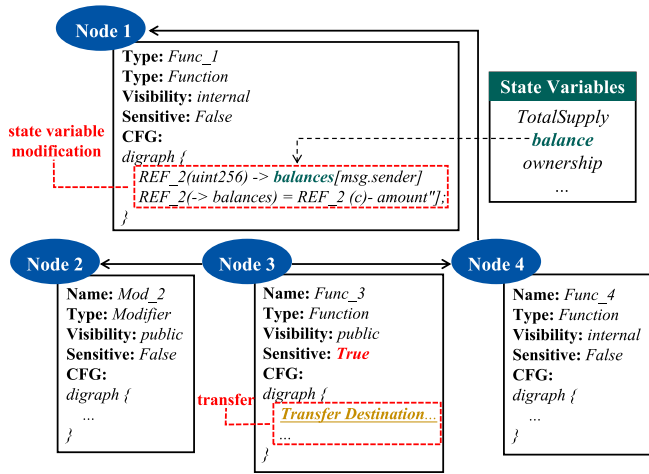 Node 1
Type: Func_1
Type: Function
Visibility: internal
Sensitive: False
CFG:
digraph {
REF_2(uint256) -> balances[msg.sender]
REF_2(-> balances) = REF_2 (c)- amount"];
}
state variable
modification
State Variables
TotalSupply
balance
ownership
...
Node 2
Name: Mod_2
Type: Modifier
Visibility: public
Sensitive: False
CFG:
digraph {
...
}
Node 3
Name: Func_3
Type: Function
Visibility: public
Sensitive: True
CFG:
digraph {
transfer
Transfer Destination...
...
}
Node 4
Name: Func_4
Type: Function
Visibility: internal
Sensitive: False
CFG:
digraph {
...
}